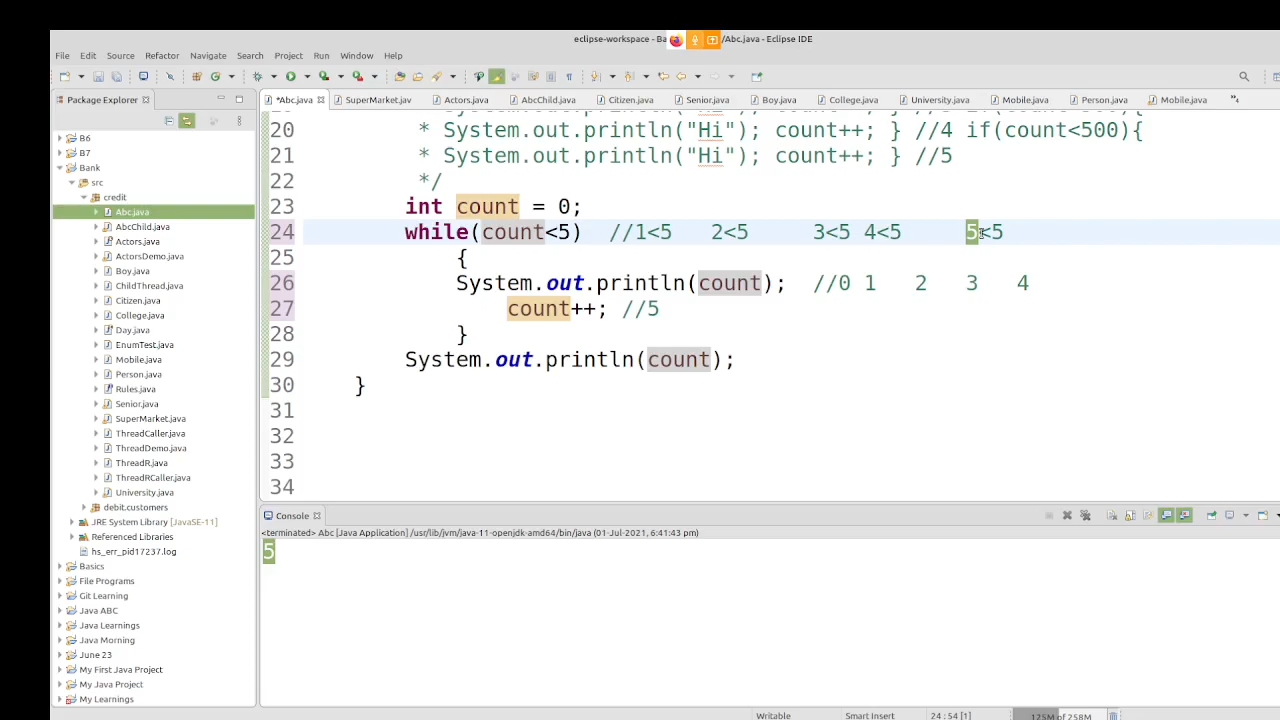 eclipse-workspace - Ba /Abc.java - Eclipse IDE
File Edit Source Refactor Navigate Search Project Run Window Help
Package Explorer
*Abc.java SuperMarket.jav Actors.java AbcChild.java Citizen.java Senior.java Boy.java College.java University.java Mobile.java Person.java Mobile.java
B6
B7
Bank
src
credit
Abc.java
AbcChild.java
Actors.java
ActorsDemo.java
Boy.java
ChildThread.java
Citizen.java
College.java
Day.java
EnumTest.java
Mobile.java
Person.java
Rules.java
Senior.java
SuperMarket.java
ThreadCaller.java
ThreadDemo.java
ThreadR.java
ThreadRCaller.java
University.java
debit.customers
JRE System Library [JavaSE-11]
Referenced Libraries
hs_err_pid17237.log
Basics
File Programs
Git Learning
Java ABC
Java Learnings
Java Morning
June 23
My First Java Project
My Java Project
My Learnings
20 * System.out.println("Hi"); count++; } //4 if(count<500){
21 * System.out.println("Hi"); count++; } //5
22 */
23 int count = 0;
24 while(count<5) //1<5 2<5 3<5 4<5 5<5
25 {
26 System.out.println(count); //0 1 2 3 4
27 count++; //5
28 }
29 System.out.println(count);
30 }
31
32
33
34
Console
<terminated> Abc [Java Application] /usr/lib/jvm/java-11-openjdk-amd64/bin/java (01-Jul-2021, 6:41:43 pm)
5
Writable Smart Insert 24 : 54 [1] 125M of 258M